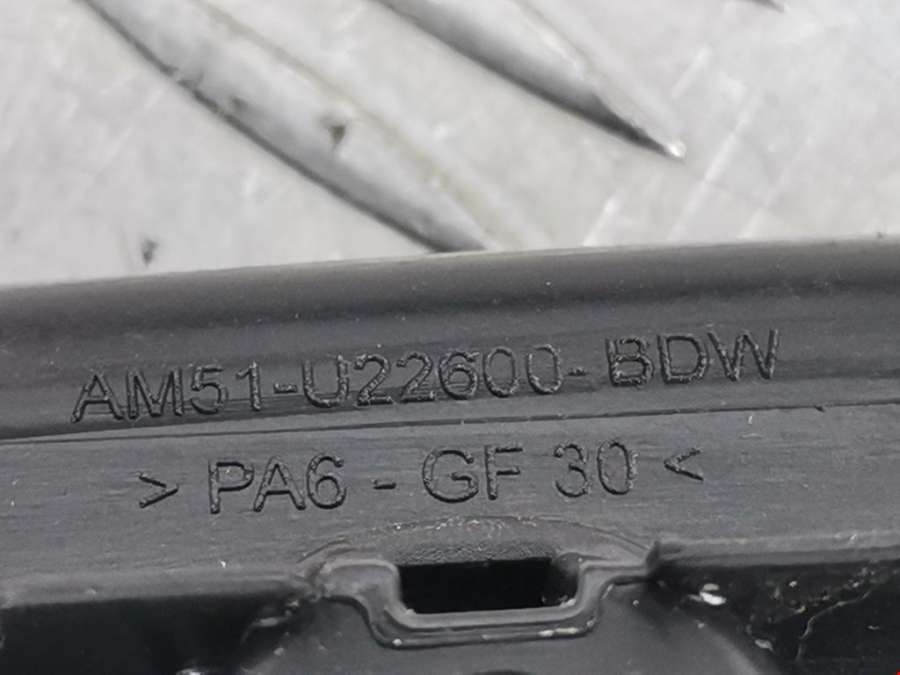 AM51-U22600-BDW
> PA6 - GF 30 <